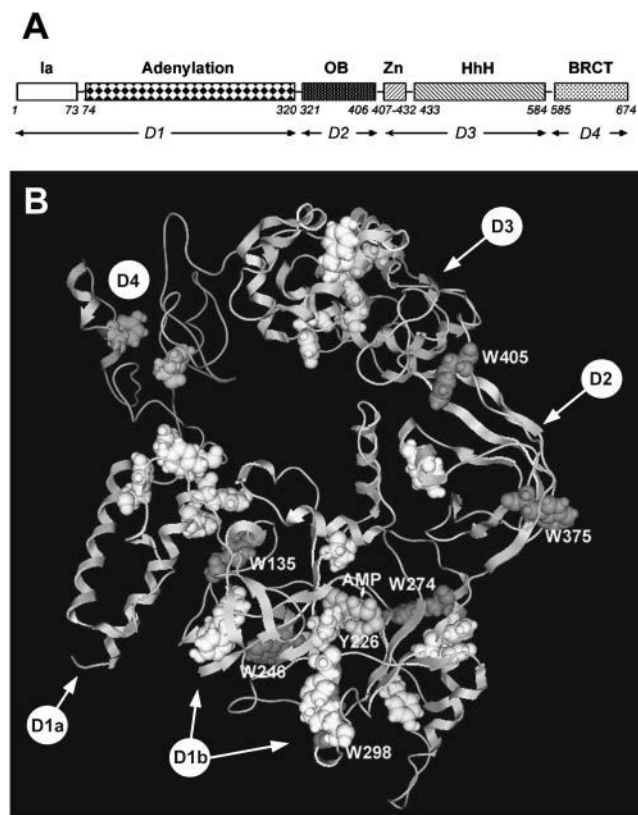 A
Ia Adenylation OB Zn HhH BRCT
1 73 74 320 321 406 407-432 433 584 585 674
D1 D2 D3 D4
B
D3
D4
W405
D2
W375
W135
AMP W274
Y226
W246
D1a
D1b
W298